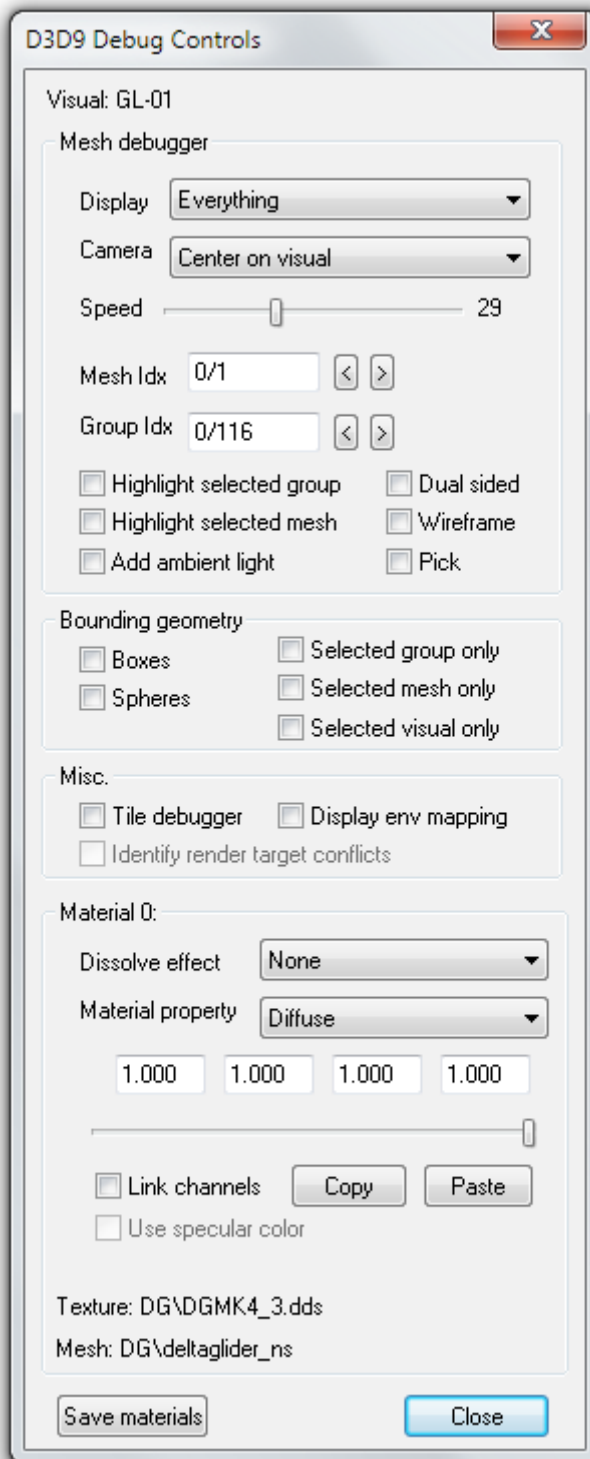 D3D9 Debug Controls
Visual: GL-01
Mesh debugger
Display Everything
Camera Center on visual
Speed 29
Mesh Idx 0/1 < >
Group Idx 0/116 < >
Highlight selected group Dual sided
Highlight selected mesh Wireframe
Add ambient light Pick
Bounding geometry
Boxes Selected group only
Spheres Selected mesh only
Selected visual only
Misc.
Tile debugger Display env mapping
Identify render target conflicts
Material 0:
Dissolve effect None
Material property Diffuse
1.000 1.000 1.000 1.000
Link channels Copy Paste
Use specular color
Texture: DG\DGMK4_3.dds
Mesh: DG\deltaglider_ns
Save materials Close